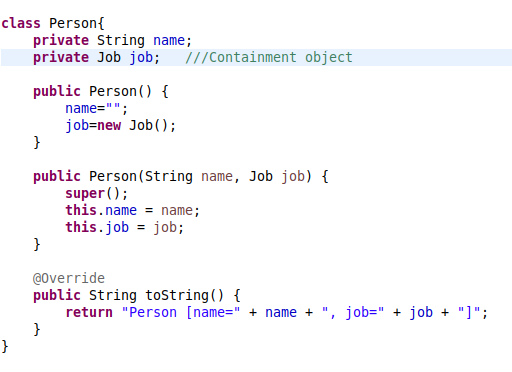 class Person{
    private String name;
    private Job job;   ///Containment object
    public Person() {
        name="";
        job=new Job();
    }
    public Person(String name, Job job) {
        super();
        this.name = name;
        this.job = job;
    }
    @Override
    public String toString() {
        return "Person [name=" + name + ", job=" + job + "]";
    }
}